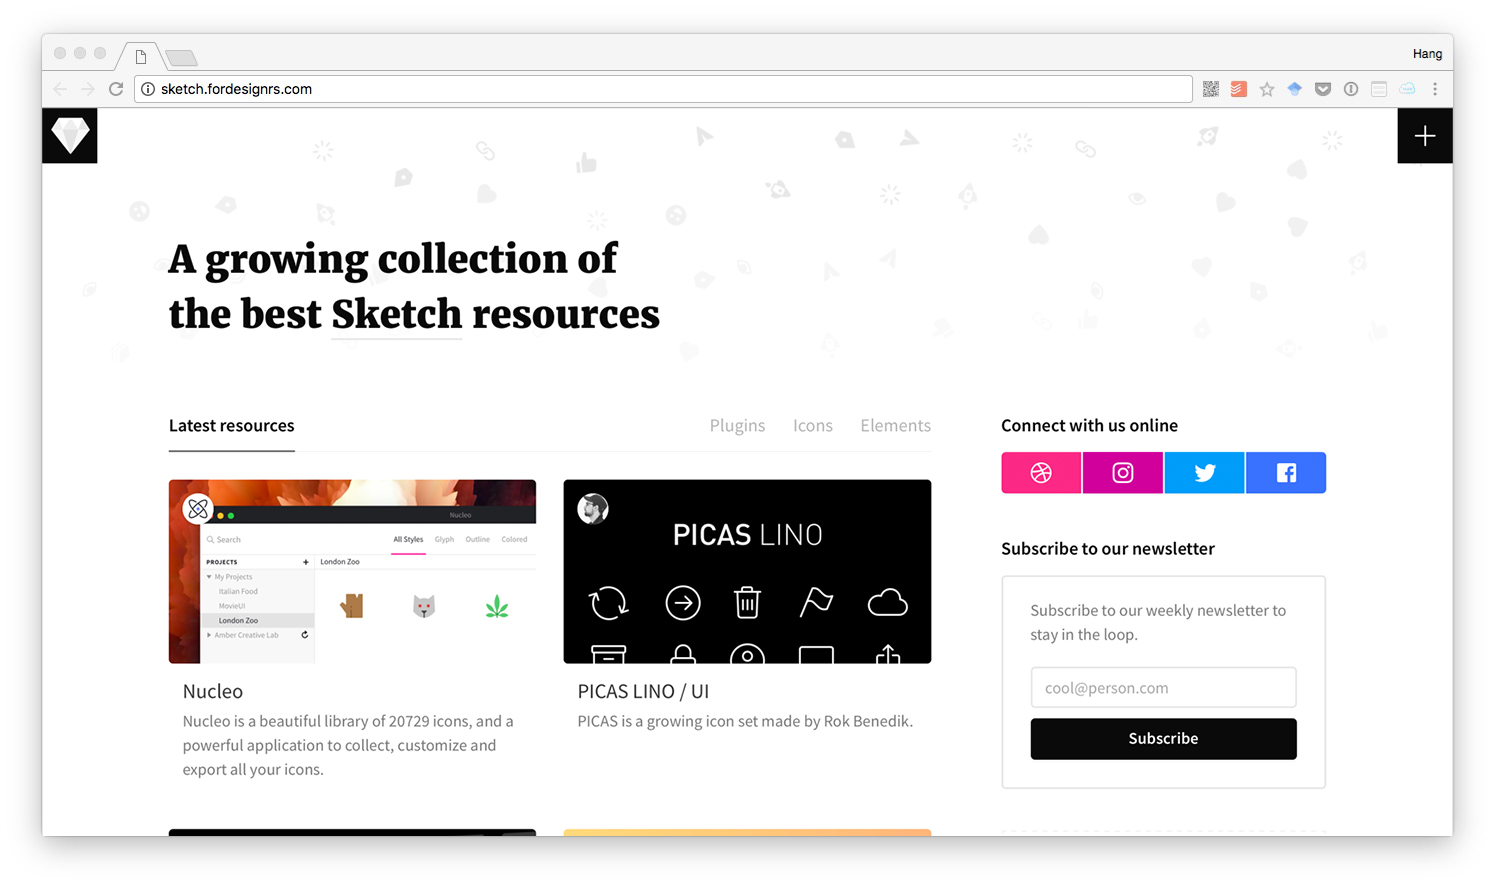 Hang
sketch.fordesignrs.com
A growing collection of
the best Sketch resources
Latest resources
Plugins
Icons
Elements
Connect with us online
Nucleo
Search
All Styles
Glyph
Outline
Colored
PROJECTS
+
London Zoo
My Projects
Italian Food
MovieUI
London Zoo
Amber Creative Lab
PICAS LINO
Nucleo
Nucleo is a beautiful library of 20729 icons, and a
powerful application to collect, customize and
export all your icons.
PICAS LINO / UI
PICAS is a growing icon set made by Rok Benedik.
Subscribe to our newsletter
Subscribe to our weekly newsletter to
stay in the loop.
cool@person.com
Subscribe